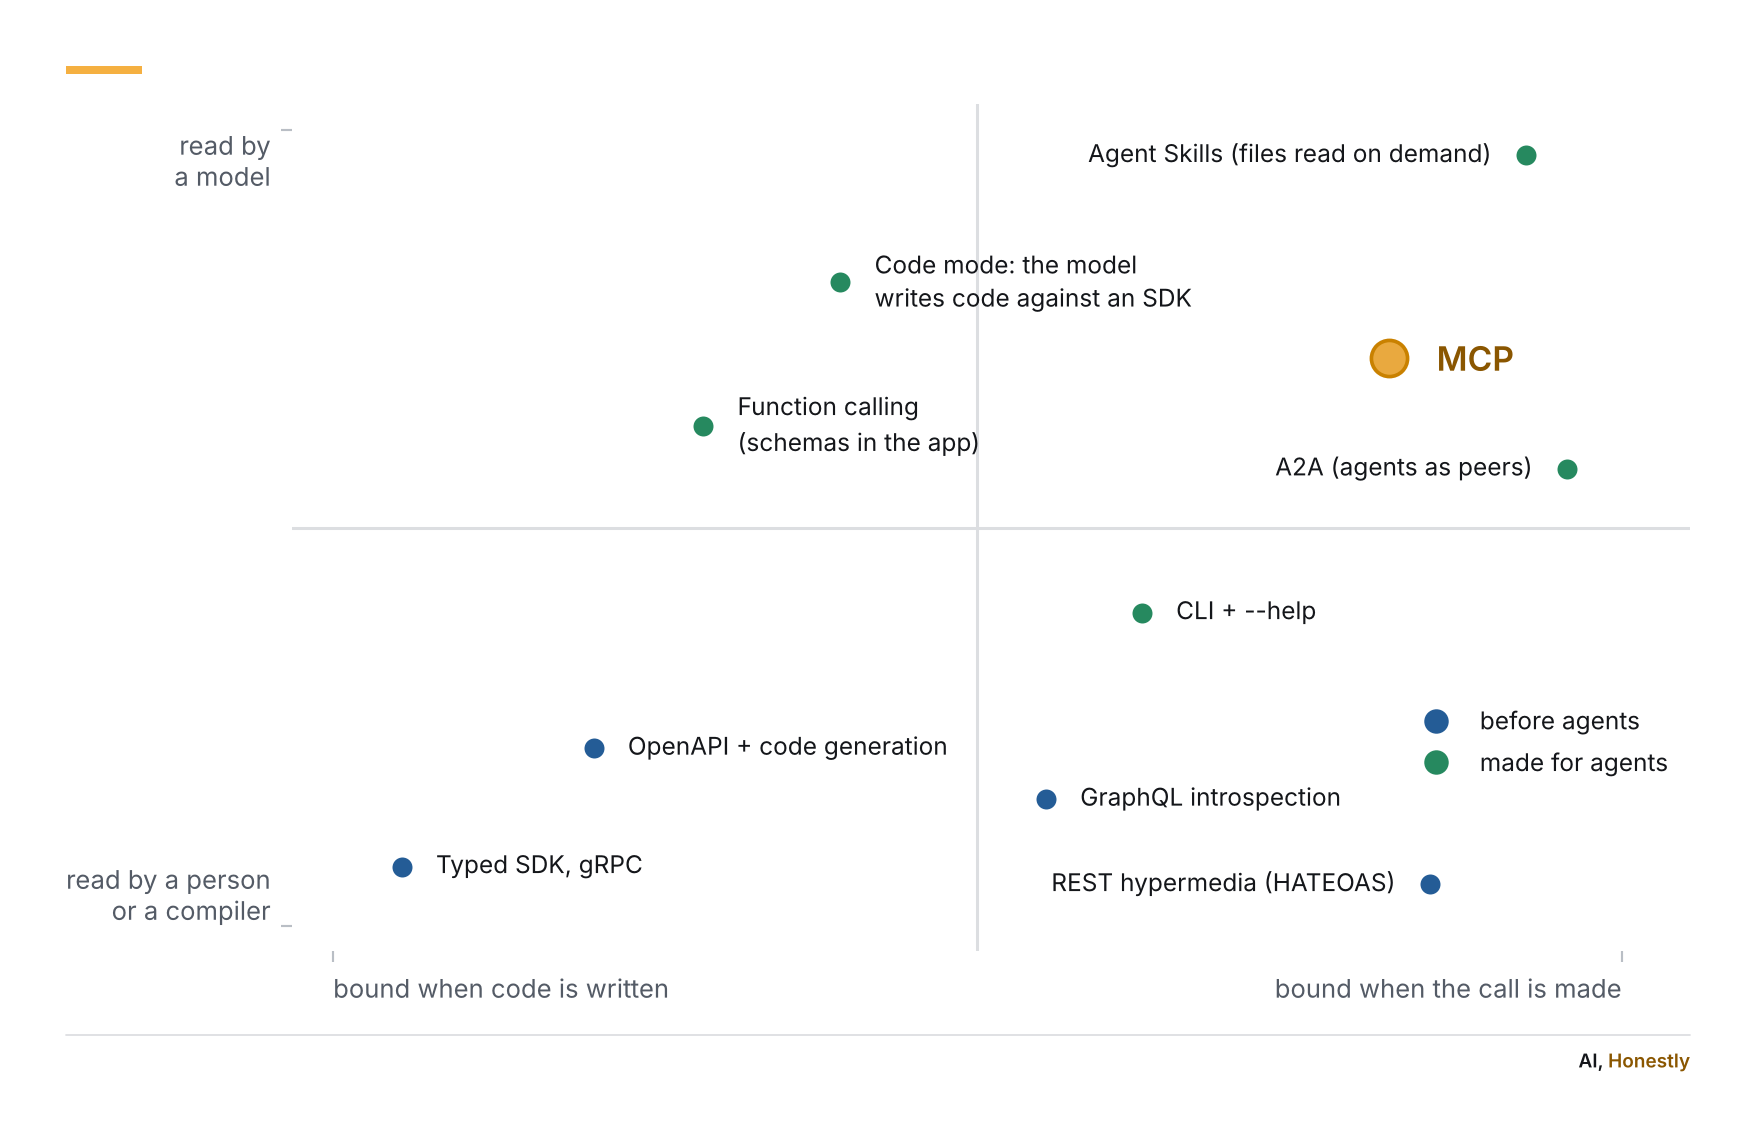 read by
a model
Agent Skills (files read on demand)
Code mode: the model
writes code against an SDK
MCP
Function calling
(schemas in the app)
A2A (agents as peers)
CLI + --help
before agents
made for agents
OpenAPI + code generation
GraphQL introspection
Typed SDK, gRPC
REST hypermedia (HATEOAS)
read by a person
or a compiler
bound when code is written
bound when the call is made
AI, Honestly